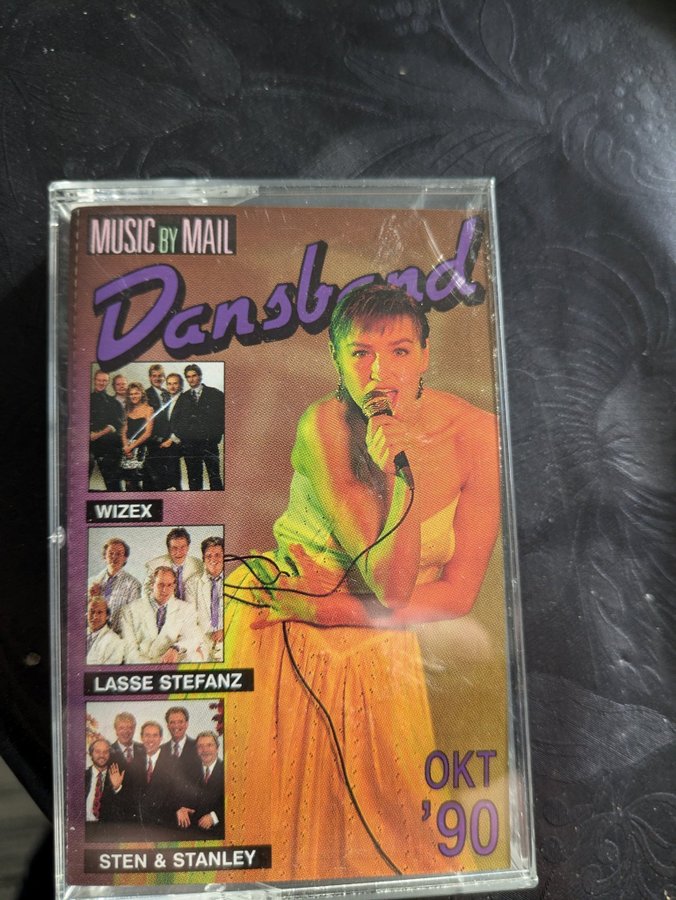 MUSIC BY MAIL
Dansband
WIZEX
LASSE STEFANZ
STEN & STANLEY
OKT
'90